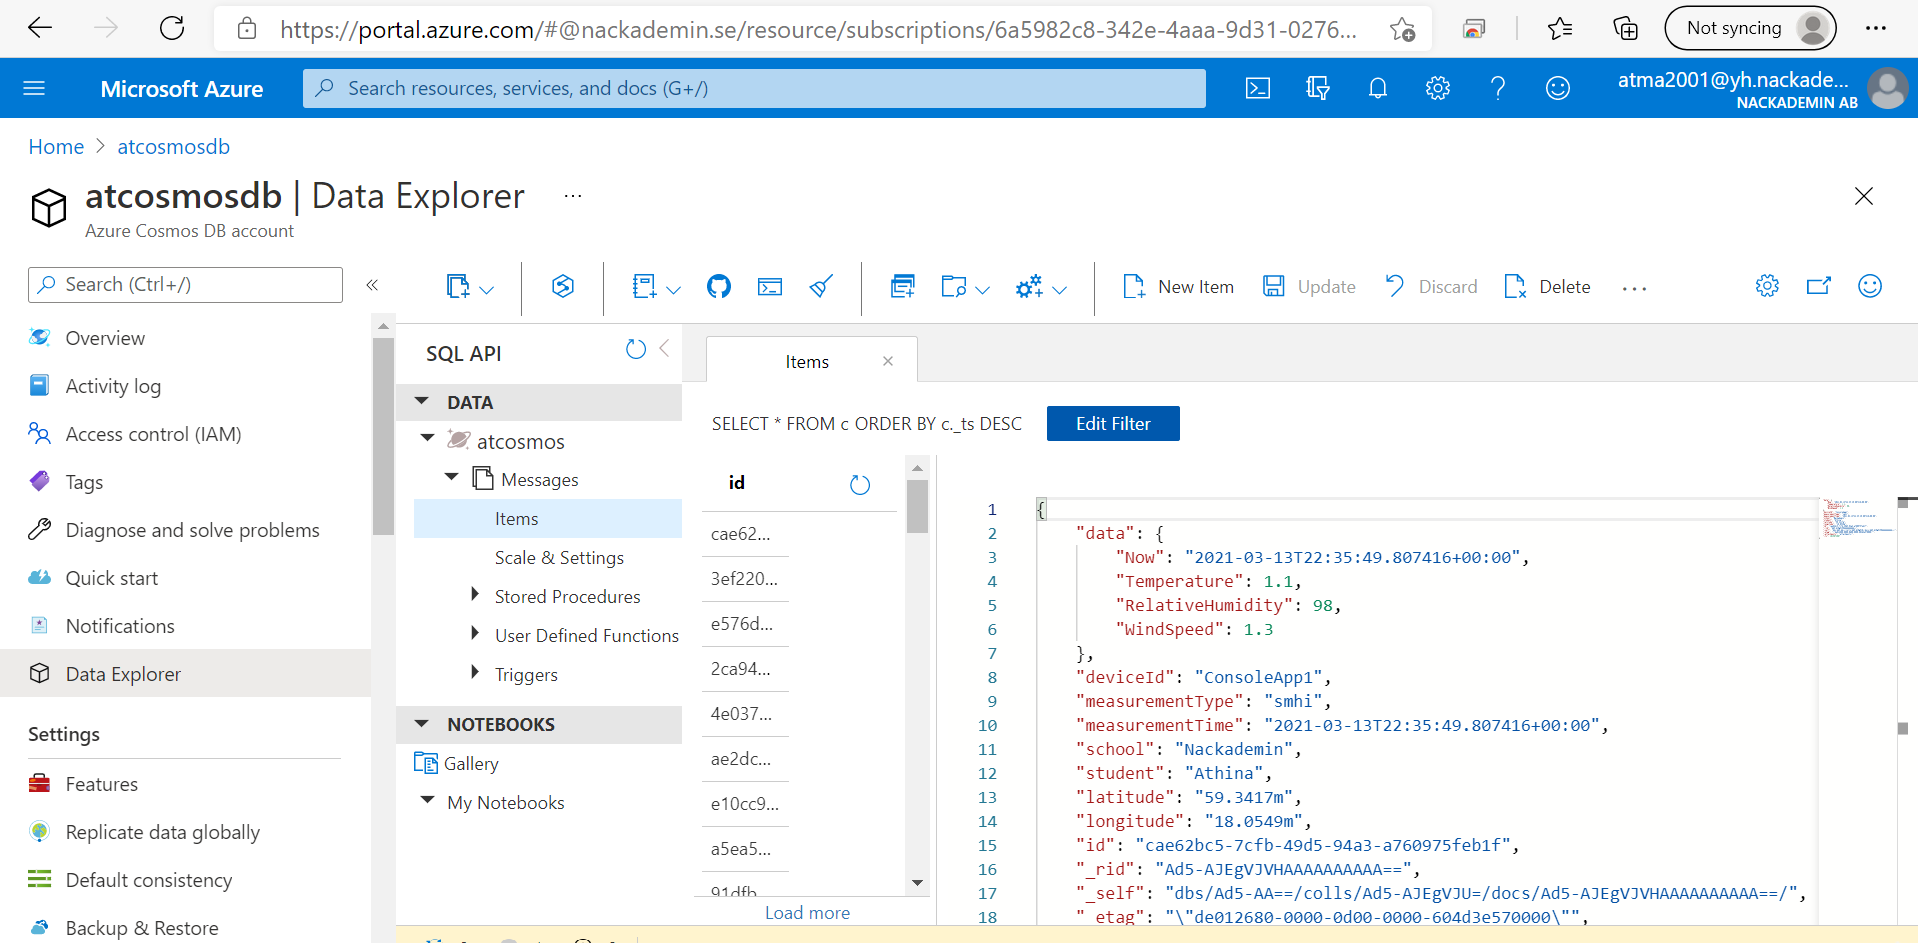 https://portal.azure.com/#@nackademin.se/resource/subscriptions/6a5982c8-342e-4aaa-9d31-0276...
Not syncing
Microsoft Azure
Search resources, services, and docs (G+/)
atma2001@yh.nackade...
NACKADEMIN AB
Home > atcosmosdb
atcosmosdb | Data Explorer ...
Azure Cosmos DB account
Search (Ctrl+/)
«
New Item
Update
Discard
Delete
...
Overview
Activity log
Access control (IAM)
Tags
Diagnose and solve problems
Quick start
Notifications
Data Explorer
Settings
Features
Replicate data globally
Default consistency
Backup & Restore
SQL API
DATA
atcosmos
Messages
Items
Scale & Settings
Stored Procedures
User Defined Functions
Triggers
NOTEBOOKS
Gallery
My Notebooks
Items
SELECT * FROM c ORDER BY c._ts DESC
Edit Filter
id
cae62...
3ef220...
e576d...
2ca94...
4e037...
ae2dc...
e10cc9...
a5ea5...
91dfb
Load more
1 {
2 "data": {
3 "Now": "2021-03-13T22:35:49.807416+00:00",
4 "Temperature": 1.1,
5 "RelativeHumidity": 98,
6 "WindSpeed": 1.3
7 },
8 "deviceId": "ConsoleApp1",
9 "measurementType": "smhi",
10 "measurementTime": "2021-03-13T22:35:49.807416+00:00",
11 "school": "Nackademin",
12 "student": "Athina",
13 "latitude": "59.3417m",
14 "longitude": "18.0549m",
15 "id": "cae62bc5-7cfb-49d5-94a3-a760975feb1f",
16 "_rid": "Ad5-AJEgVJVHAAAAAAAAAA==",
17 "_self": "dbs/Ad5-AA==/colls/Ad5-AJEgVJU=/docs/Ad5-AJEgVJVHAAAAAAAAAA==/",
18 "_etag": "\"de012680-0000-0d00-0000-604d3e570000\"",